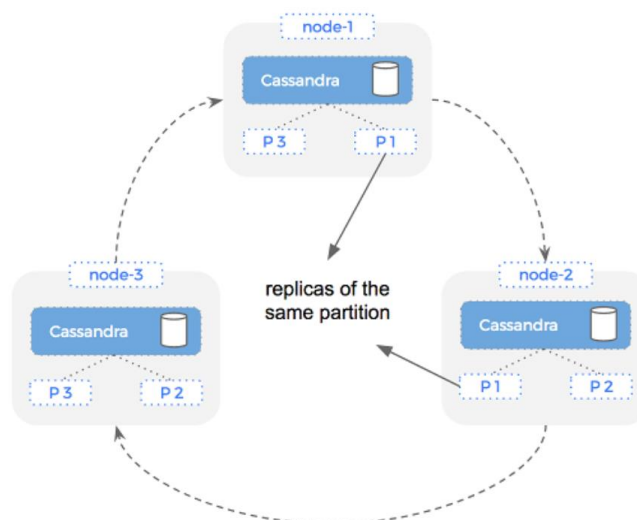 node-1
Cassandra
P 3
P 1
node-3
node-2
replicas of the
same partition
Cassandra
Cassandra
P 3
P 2
P 1
P 2